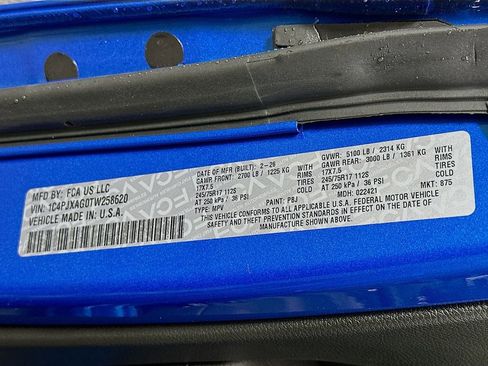 MFD BY: FCA US LLC
VIN: 1C4PJXAG0TW258620
VEHICLE MADE IN: U.S.A.
DATE OF MFR (BUILT): 2-26
GAWR FRONT: 2700 LB / 1225 KG
WITH
17X7.5
RIMS
245/75R17 112S
TIRES
AT 250 kPa / 36 PSI
COLD
GVWR: 5100 LB / 2314 KG
GAWR REAR: 3000 LB / 1361 KG
WITH
17X7.5
RIMS
245/75R17 112S
TIRES
AT 250 kPa / 36 PSI
COLD
PAINT: PBJ
MDH: 022421
MKT: 875
THIS VEHICLE CONFORMS TO ALL APPLICABLE U.S.A. FEDERAL MOTOR VEHICLE
SAFETY AND THEFT PREVENTION STANDARDS IN EFFECT ON THE DATE OF
MANUFACTURE